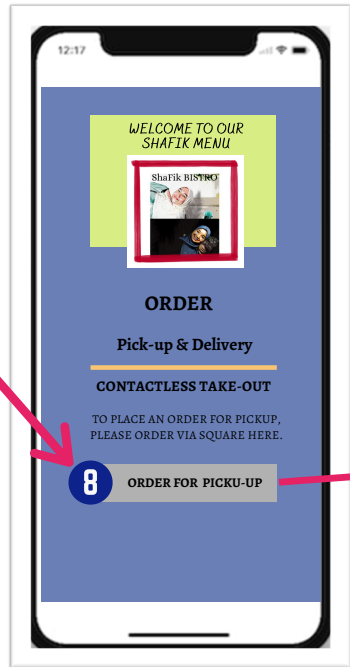 12:17
WELCOME TO OUR
SHAFIK MENU
ShaFik BISTRO
ORDER
Pick-up & Delivery
CONTACTLESS TAKE-OUT
TO PLACE AN ORDER FOR PICKUP,
PLEASE ORDER VIA SQUARE HERE.
8 ORDER FOR PICKU-UP